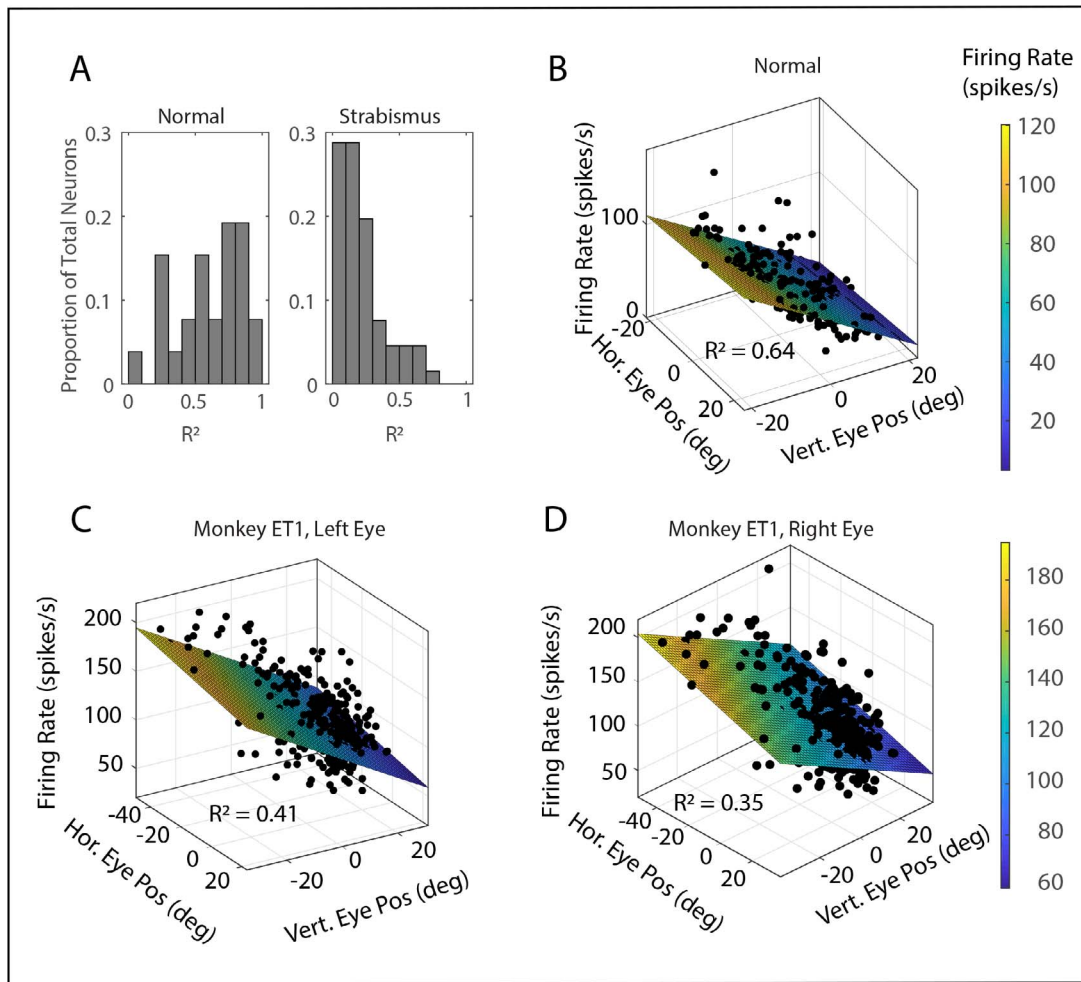 A
Normal
Strabismus
Proportion of Total Neurons
0.3
0.2
0.1
0
0.3
0.2
0.1
0
0
0.5
1
0
0.5
1
R²
R²
B
Normal
Firing Rate
(spikes/s)
Firing Rate (spikes/s)
100
0
-20
0
20
Hor. Eye Pos (deg)
-20
0
20
Vert. Eye Pos (deg)
R² = 0.64
120
100
80
60
40
20
C
Monkey ET1, Left Eye
Firing Rate (spikes/s)
200
150
100
50
-40
-20
0
20
Hor. Eye Pos (deg)
-20
0
20
Vert. Eye Pos (deg)
R² = 0.41
D
Monkey ET1, Right Eye
Firing Rate (spikes/s)
200
150
100
50
-40
-20
0
20
Hor. Eye Pos (deg)
-20
0
20
Vert. Eye Pos (deg)
R² = 0.35
180
160
140
120
100
80
60